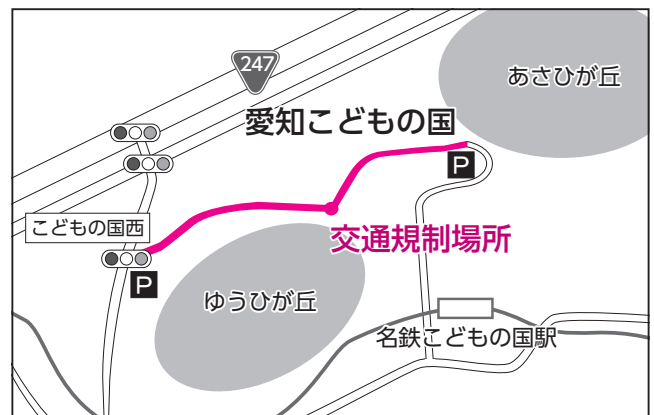 247
あさひが丘
愛知こどもの国
P
こどもの国西
交通規制場所
P
ゆうひが丘
名鉄こどもの国駅